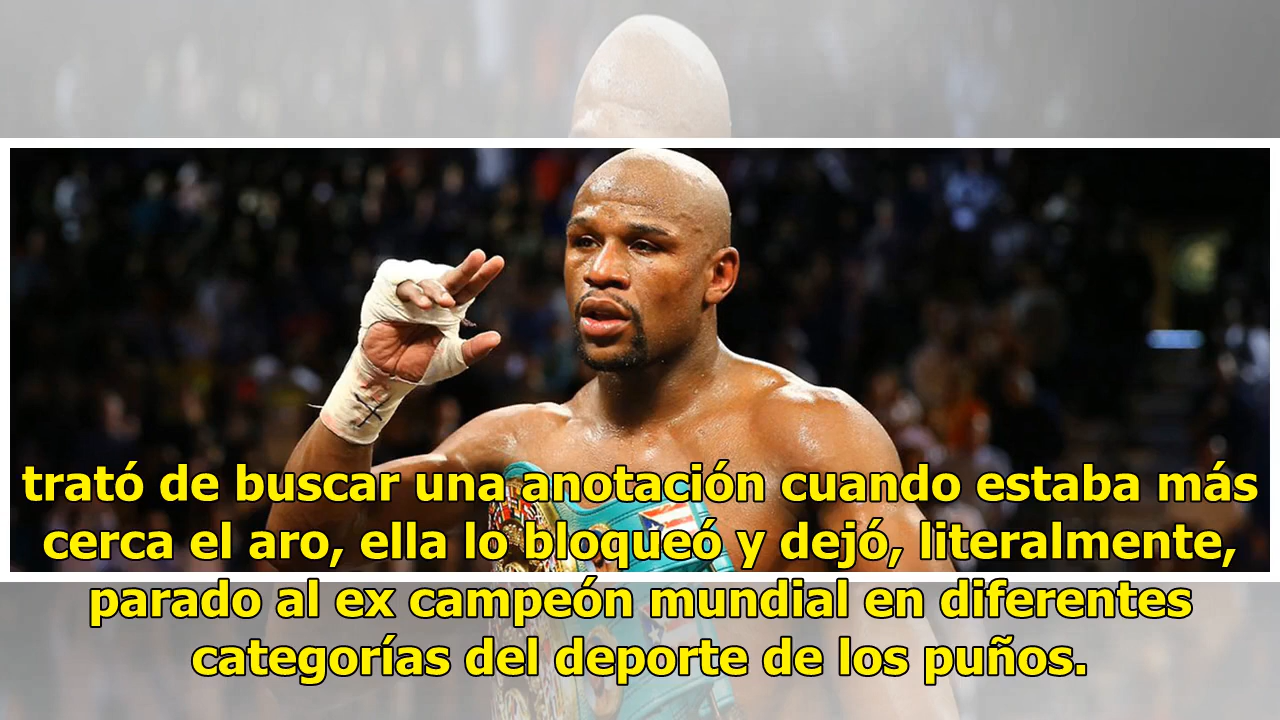 trató de buscar una anotación cuando estaba más
cerca el aro, ella lo bloqueó y dejó, literalmente,
parado al ex campeón mundial en diferentes
categorías del deporte de los puños.